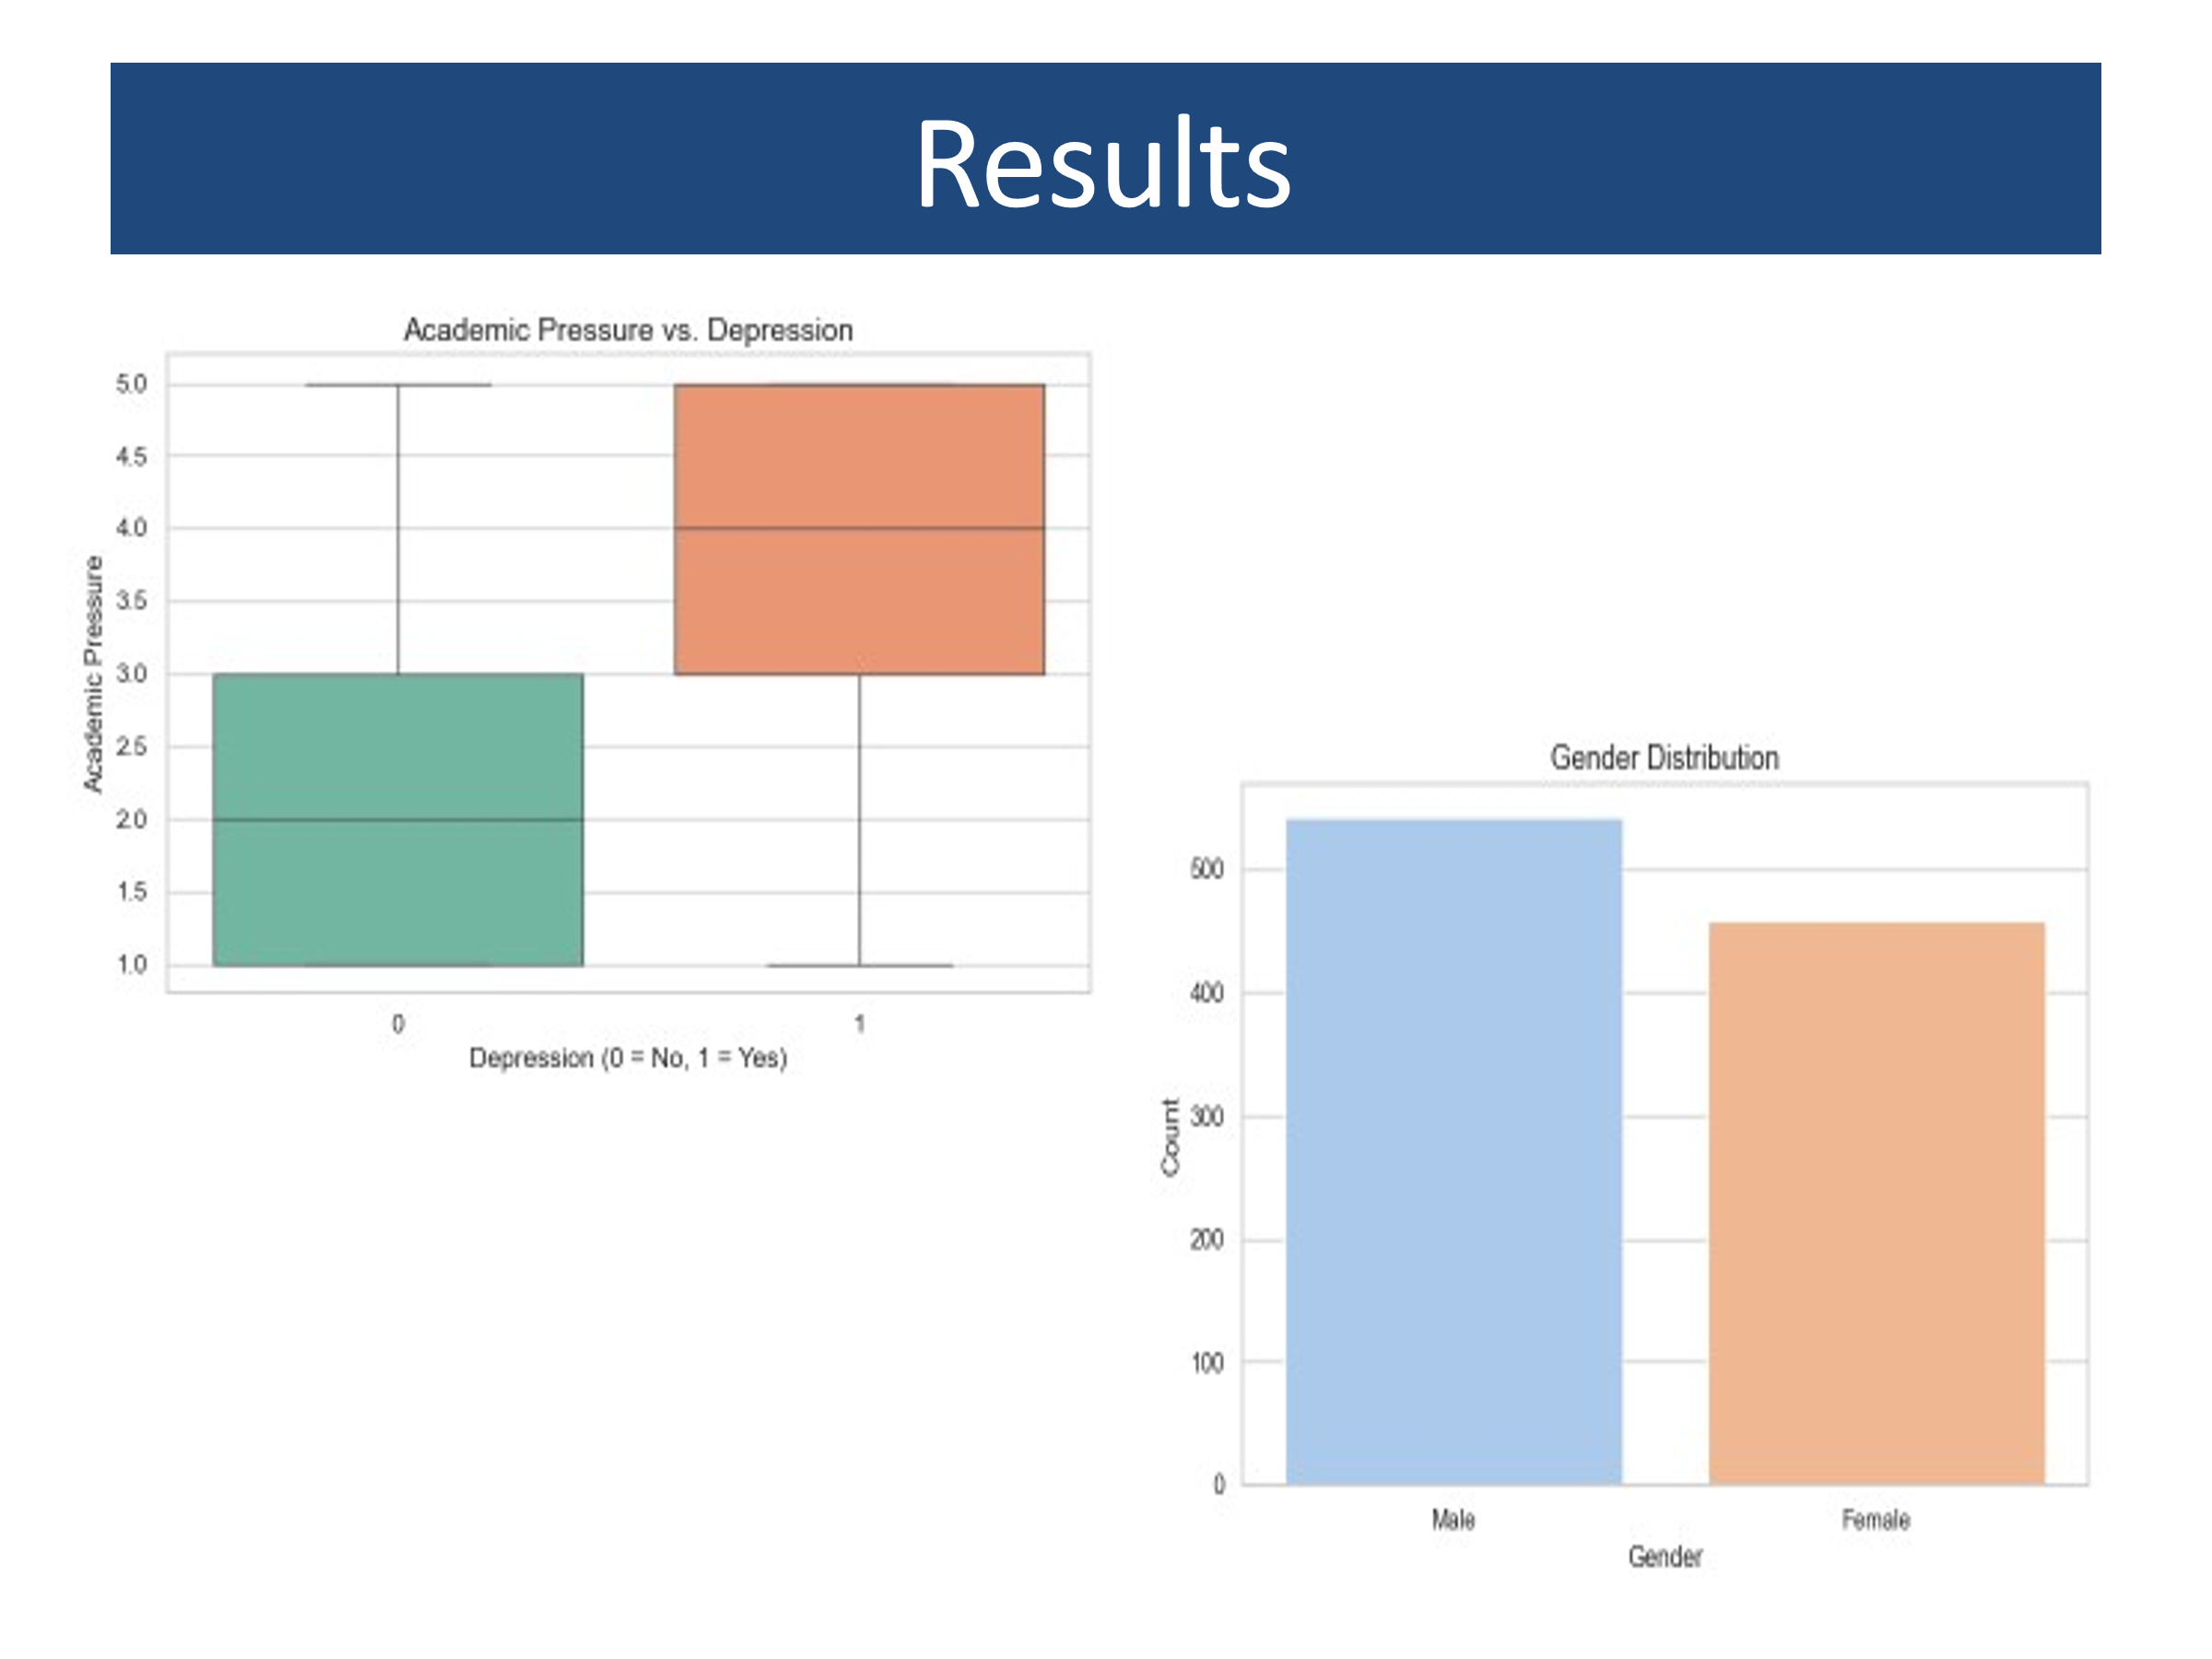 Results
Academic Pressure vs. Depression
5.0
4.5
4.0
3.5
3.0
2.5
2.0
1.5
1.0
Academic Pressure
0 1
Depression (0 = No, 1 = Yes)
Gender Distribution
500
400
300
200
100
0
Count
Male Female
Gender